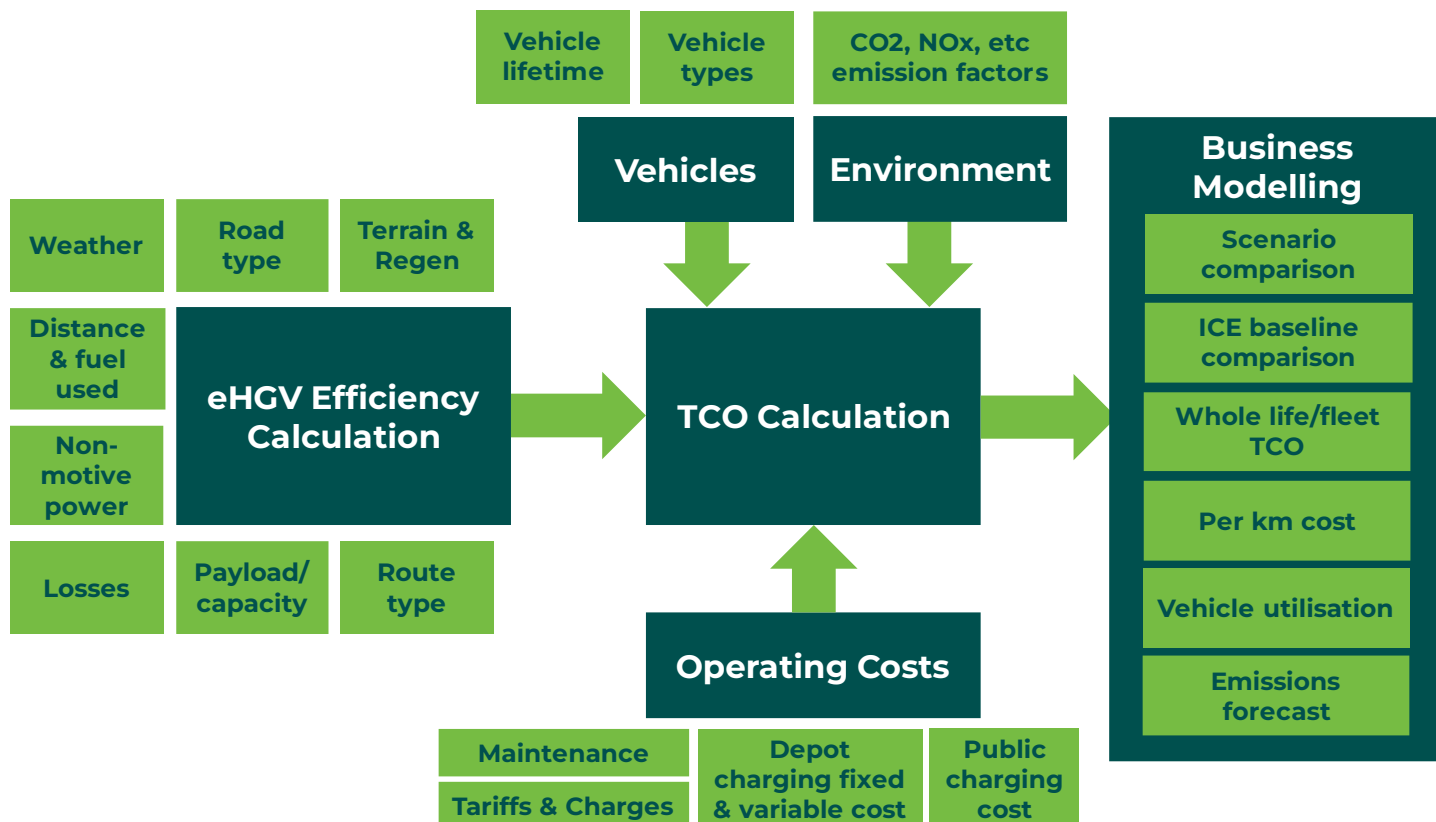 Vehicle
lifetime
Vehicle
types
CO2, NOx, etc
emission factors
Vehicles
Environment
Weather
Road
type
Terrain &
Regen
Distance
& fuel
used
Non-
motive
power
Losses
Payload/
capacity
Route
type
eHGV Efficiency
Calculation
TCO Calculation
Operating Costs
Maintenance
Tariffs & Charges
Depot
charging fixed
& variable cost
Public
charging
cost
Business
Modelling
Scenario
comparison
ICE baseline
comparison
Whole life/fleet
TCO
Per km cost
Vehicle utilisation
Emissions
forecast